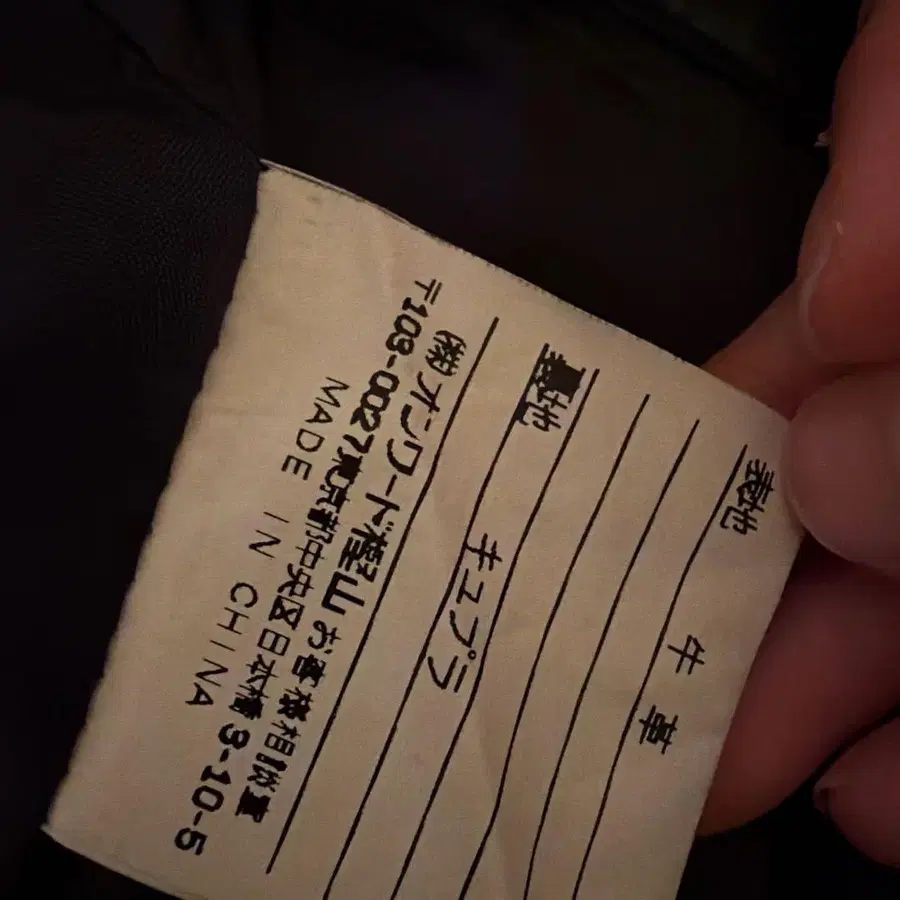 表地
牛革
裏地
キュプラ
㈱オンワード樫山お客様相談室
〒103-0027東京都中央区日本橋3-10-5
MADE IN CHINA